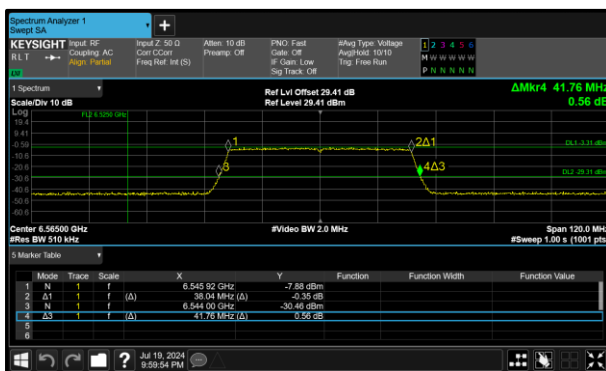 Spectrum Analyzer 1
Swept SA
KEYSIGHT Input: RF Input Z: 50 Ω Atten: 10 dB PNO: Fast #Avg Type: Voltage 1 2 3 4 5 6
RLT Coupling: AC Corr CCorr Preamp: Off Gate: Off Avg|Hold: 10/10 M W W W W W
Align: Partial Freq Ref: Int (S) IF Gain: Low Trig: Free Run
Sig Track: Off P N N N N N
1 Spectrum
Ref Lvl Offset 29.41 dB ΔMkr4 41.76 MHz
Scale/Div 10 dB Ref Level 29.41 dBm 0.56 dB
Log
FL2 6.5250 GHz
19.4
9.41
-0.59 1 2Δ1 DL1 -3.31 dBm
-10.6
-20.6 3 4Δ3
-30.6 DL2 -29.31 dBm
-40.6
-50.6
-60.6
Center 6.56500 GHz #Video BW 2.0 MHz Span 120.0 MHz
#Res BW 510 kHz #Sweep 1.00 s (1001 pts)
5 Marker Table
Mode Trace Scale X Y Function Function Width Function Value
1 N 1 f 6.545 92 GHz -7.88 dBm
2 Δ1 1 f (Δ) 38.04 MHz (Δ) -0.35 dB
3 N 1 f 6.544 00 GHz -30.46 dBm
4 Δ3 1 f (Δ) 41.76 MHz (Δ) 0.56 dB
5
6
? Jul 19, 2024
9:59:54 PM